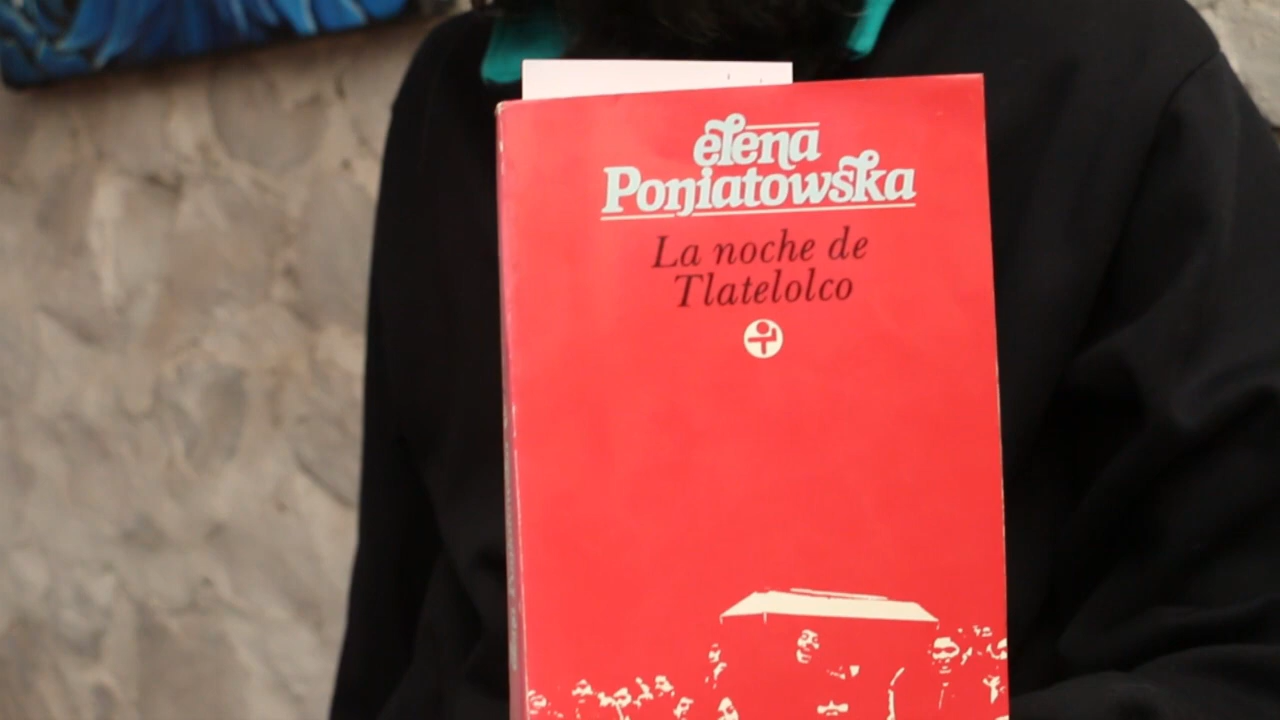 elena
Poniatowska
La noche de
Tlatelolco